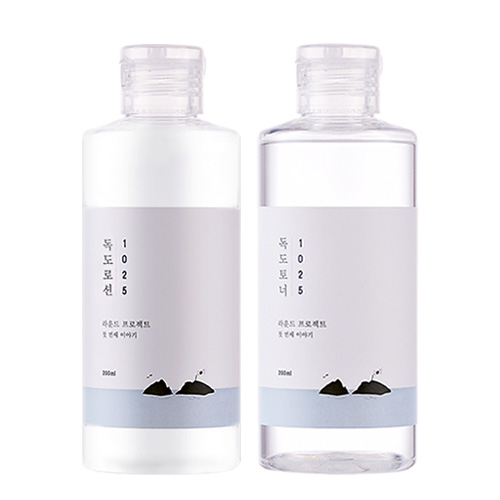 독도로션
1025
라운드 프로젝트
첫 번째 이야기
200ml
독도토너
1025
라운드 프로젝트
첫 번째 이야기
200ml